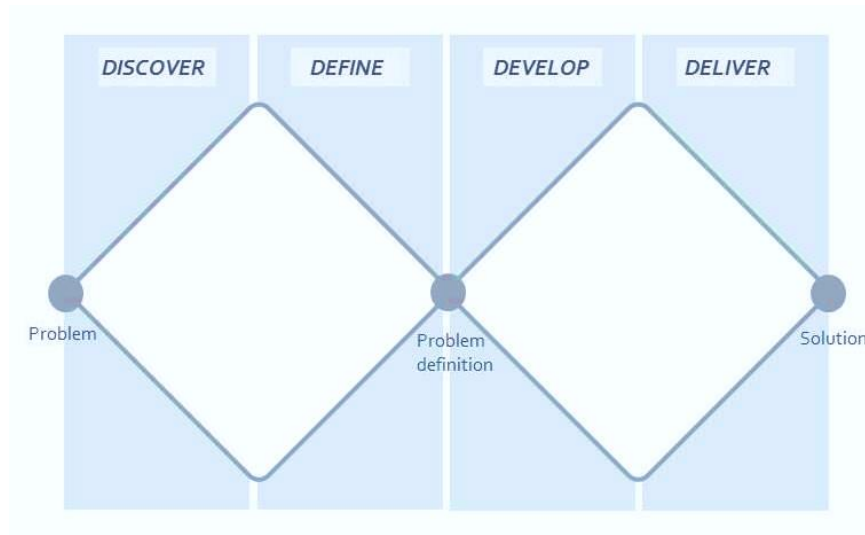 DISCOVER
DEFINE
DEVELOP
DELIVER
Problem
Problem
definition
Solution